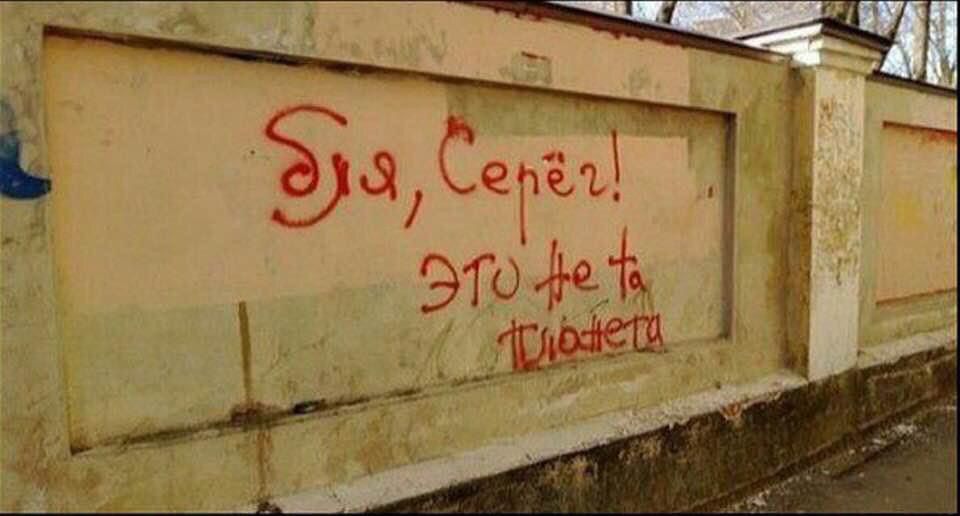 бля, Серёг!
это не та
планета